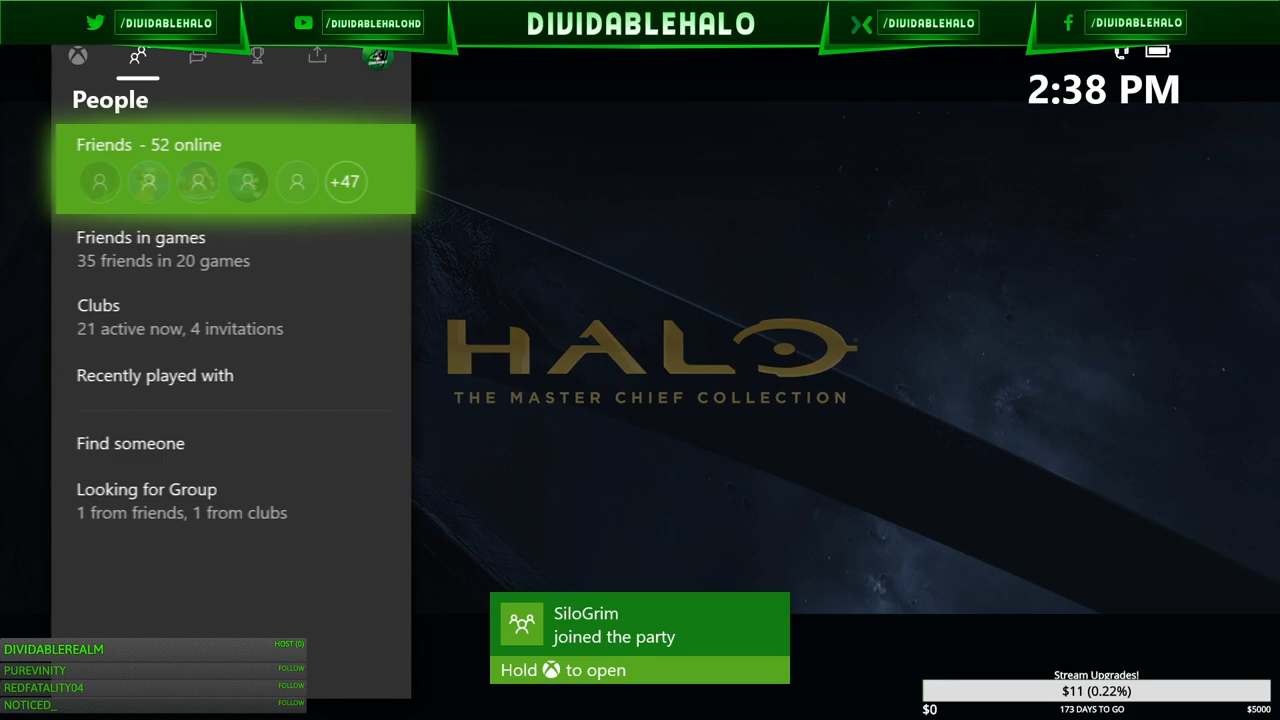 /DIVIDABLEHALO
/DIVIDABLEHALOHD
DIVIDABLEHALO
/DIVIDABLEHALO
/DIVIDABLEHALO
2:38 PM
People
Friends - 52 online
+47
Friends in games
35 friends in 20 games
Clubs
21 active now, 4 invitations
Recently played with
Find someone
Looking for Group
1 from friends, 1 from clubs
HALO
THE MASTER CHIEF COLLECTION
SiloGrim
joined the party
Hold to open
DIVIDABLEREALM HOST (0)
PUREVINITY FOLLOW
REDFATALITY04 FOLLOW
NOTICED_ FOLLOW
Stream Upgrades!
$11 (0.22%)
$0 173 DAYS TO GO $5000